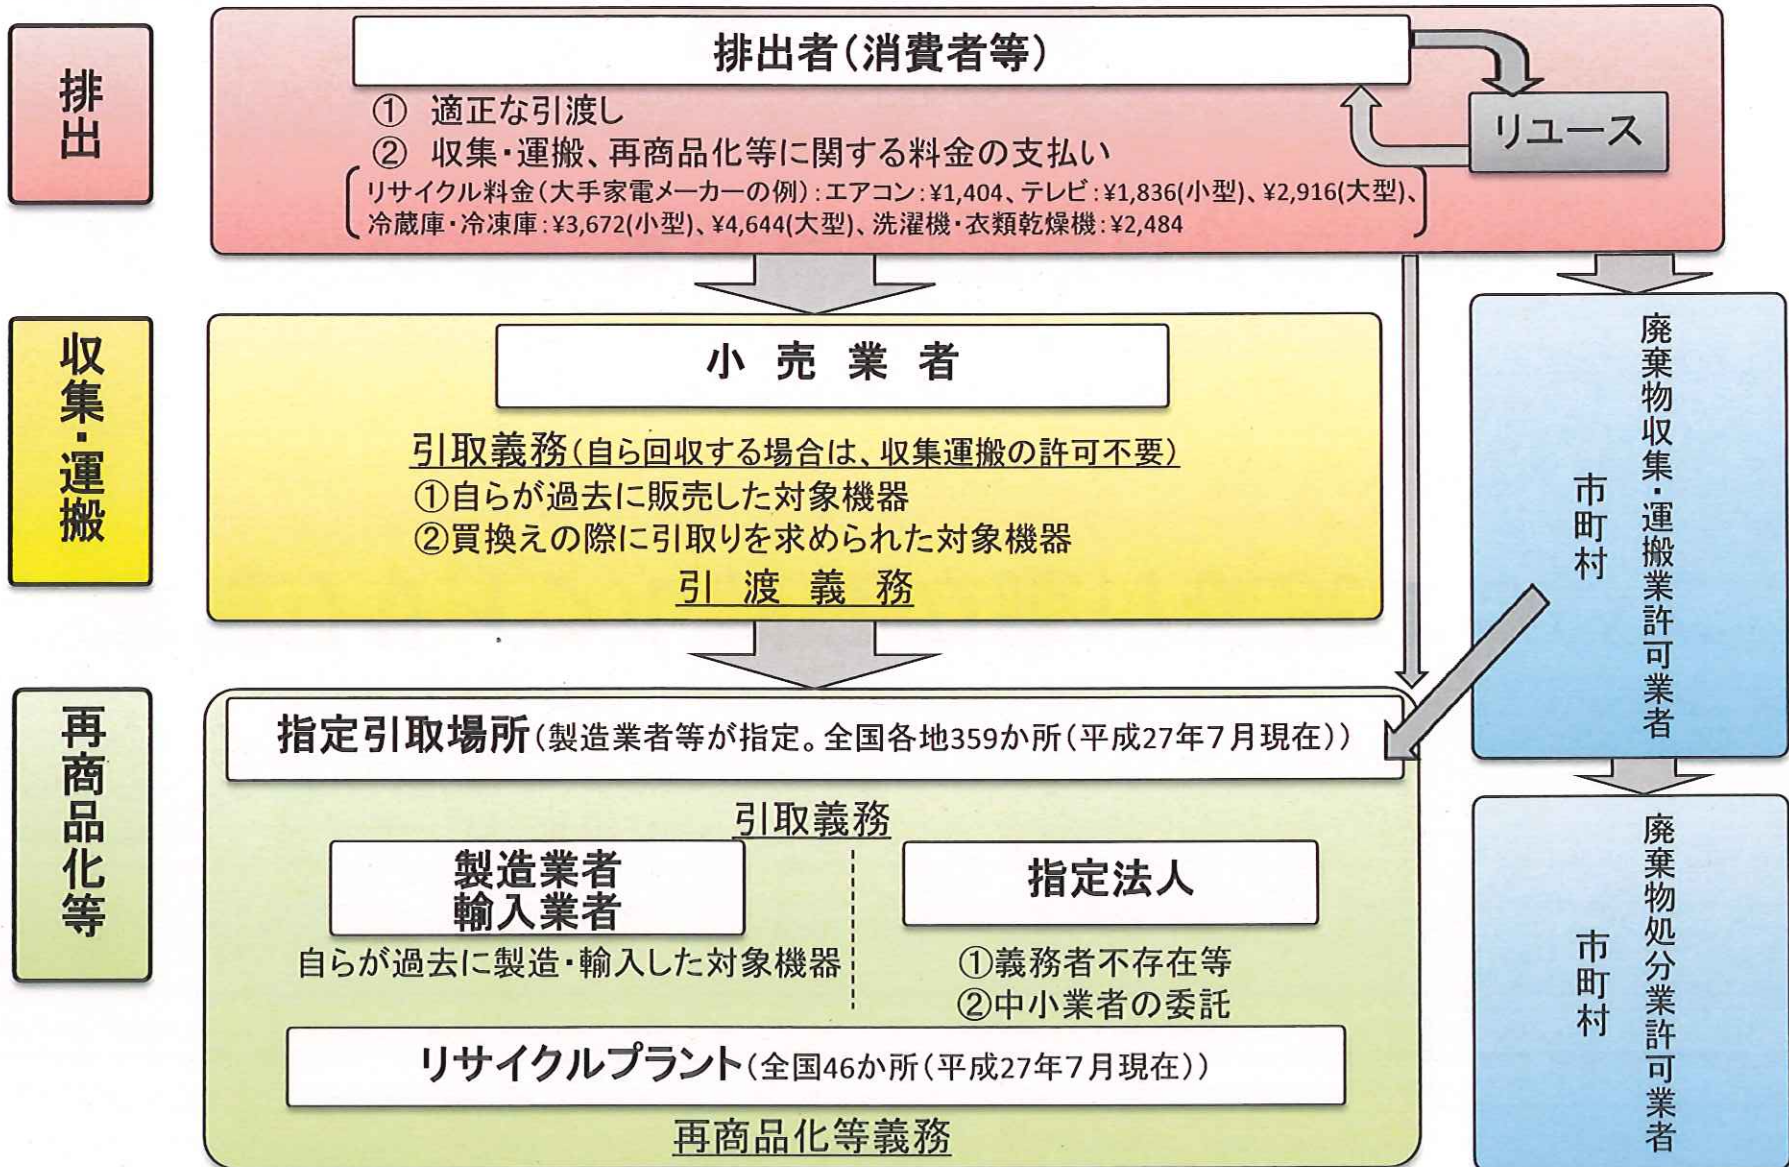 排出
排出者(消費者等)
① 適正な引渡し
② 収集・運搬、再商品化等に関する料金の支払い
リサイクル料金(大手家電メーカーの例):エアコン:¥1,404、テレビ:¥1,836(小型)、¥2,916(大型)、
冷蔵庫・冷凍庫:¥3,672(小型)、¥4,644(大型)、洗濯機・衣類乾燥機:¥2,484
リユース
収集・運搬
小売業者
引取義務(自ら回収する場合は、収集運搬の許可不要)
①自らが過去に販売した対象機器
②買換えの際に引取りを求められた対象機器
引渡義務
廃棄物収集・運搬業許可業者
市町村
再商品化等
指定引取場所(製造業者等が指定。全国各地359か所(平成27年7月現在))
引取義務
製造業者
輸入業者
自らが過去に製造・輸入した対象機器
指定法人
①義務者不存在等
②中小業者の委託
リサイクルプラント(全国46か所(平成27年7月現在))
再商品化等義務
廃棄物処分業許可業者
市町村